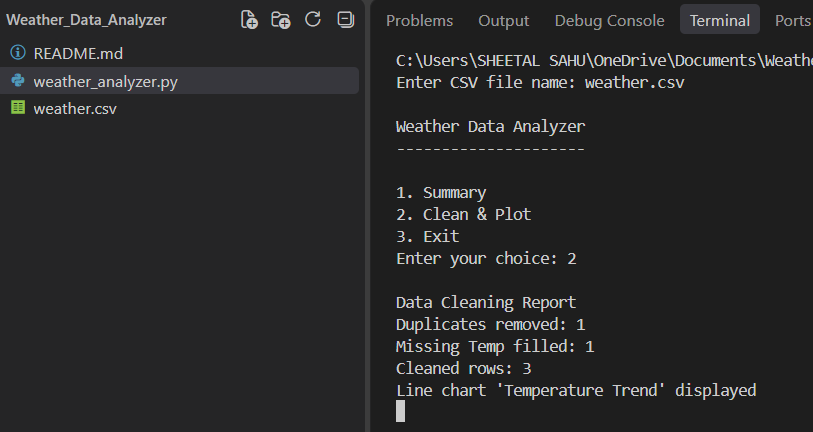 Weather_Data_Analyzer
README.md
weather_analyzer.py
weather.csv
Problems Output Debug Console Terminal Ports
C:\Users\SHEETAL SAHU\OneDrive\Documents\Weathe
Enter CSV file name: weather.csv
Weather Data Analyzer
---------------------
1. Summary
2. Clean & Plot
3. Exit
Enter your choice: 2
Data Cleaning Report
Duplicates removed: 1
Missing Temp filled: 1
Cleaned rows: 3
Line chart 'Temperature Trend' displayed